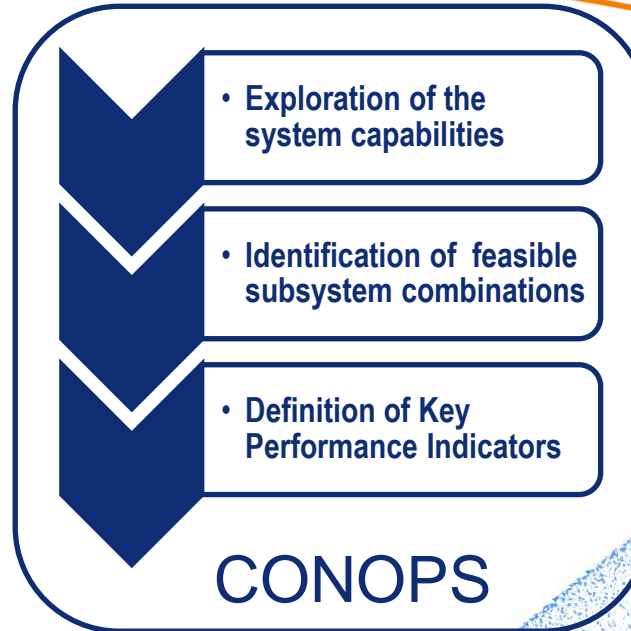 • Exploration of the
system capabilities
• Identification of feasible
subsystem combinations
• Definition of Key
Performance Indicators
CONOPS